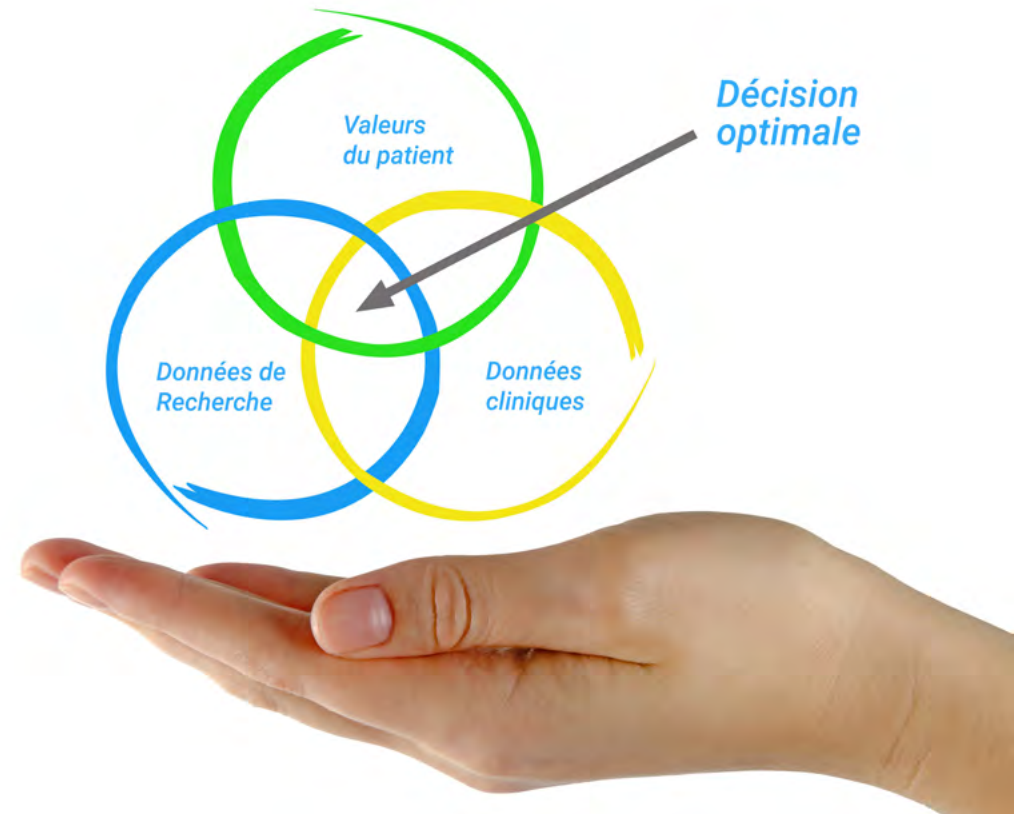 Décision
optimale
Valeurs
du patient
Données de
Recherche
Données
cliniques